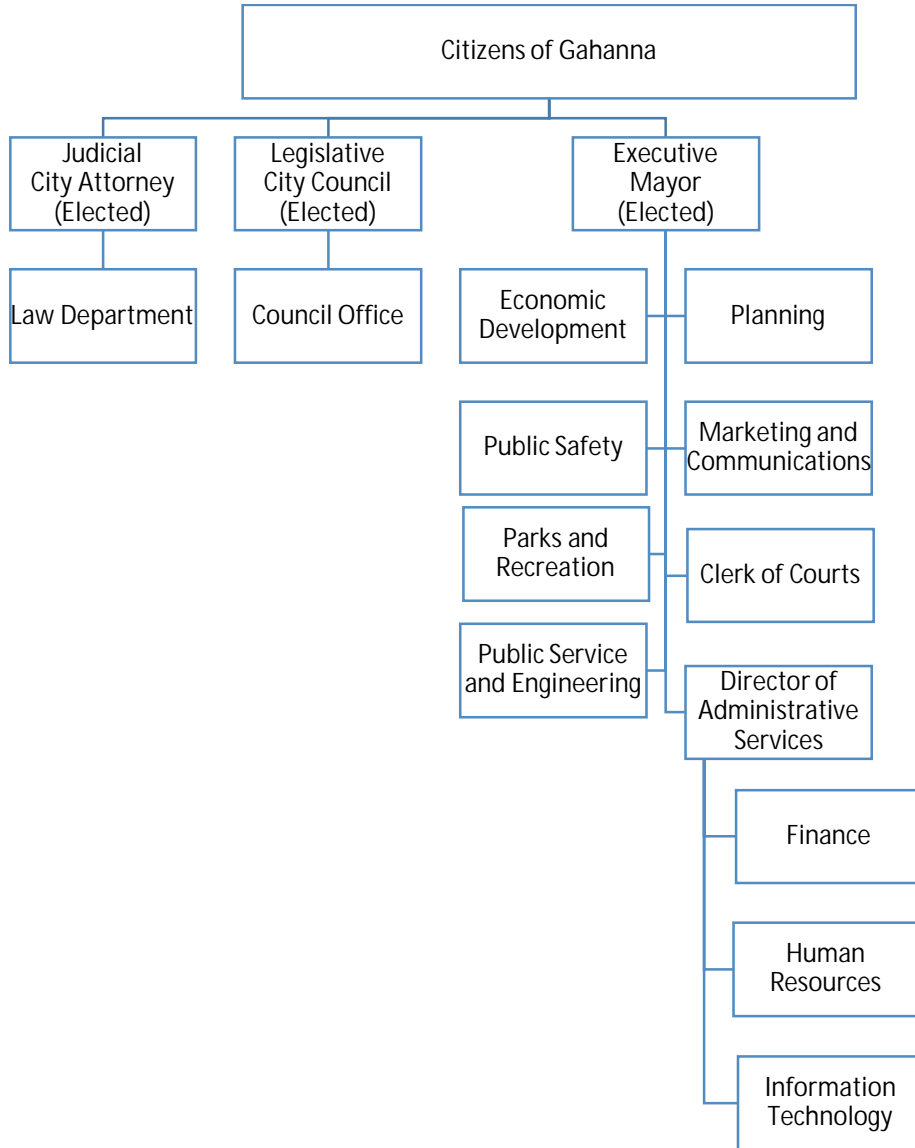 Citizens of Gahanna
Judicial
City Attorney
(Elected)
Legislative
City Council
(Elected)
Executive
Mayor
(Elected)
Law Department
Council Office
Economic
Development
Planning
Public Safety
Marketing and
Communications
Parks and
Recreation
Clerk of Courts
Public Service
and Engineering
Director of
Administrative
Services
Finance
Human
Resources
Information
Technology